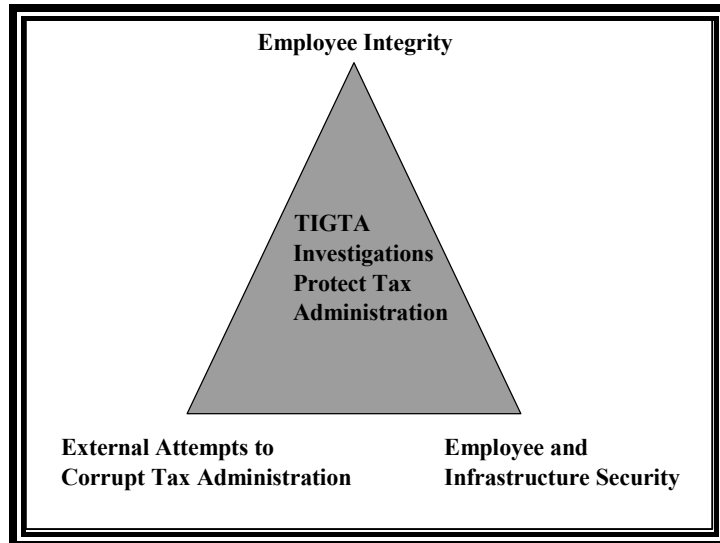 Employee Integrity
TIGTA
Investigations
Protect Tax
Administration
External Attempts to
Corrupt Tax Administration
Employee and
Infrastructure Security